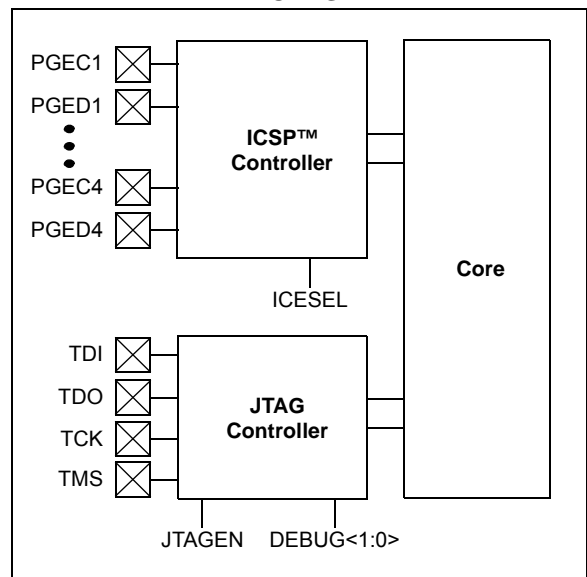 PGEC1
PGED1
PGEC4
PGED4
ICSP™
Controller
ICESEL
Core
TDI
TDO
TCK
TMS
JTAG
Controller
JTAGEN DEBUG<1:0>